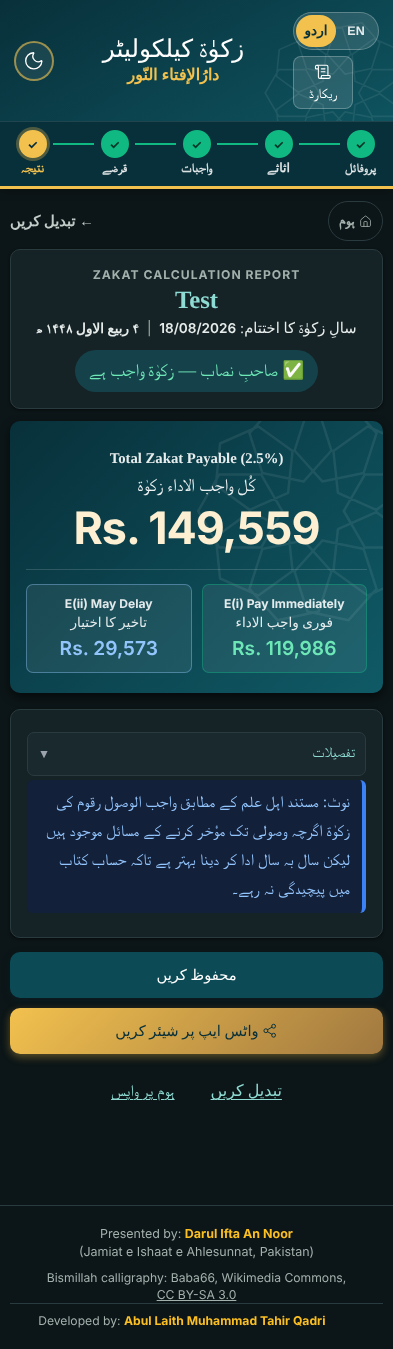 زکوٰۃ کیلکولیٹر
دارُالإفتاء النّور
اردو EN
ریکارڈ
پروفائل
اثاثے
واجبات
قرضے
نتیجہ
← تبدیل کریں
ہوم
ZAKAT CALCULATION REPORT
Test
سالِ زکوٰۃ کا اختتام: 18/08/2026 | ۴ ربیع الاول ۱۴۴۸ ھ
✅ صاحبِ نصاب — زکوٰۃ واجب ہے
Total Zakat Payable (2.5%)
کُل واجب الاداء زکوٰۃ
Rs. 149,559
E(ii) May Delay
تاخیر کا اختیار
Rs. 29,573
E(i) Pay Immediately
فوری واجب الاداء
Rs. 119,986
تفصیلات ▼
نوٹ: مستند اہل علم کے مطابق واجب الوصول رقوم کی
زکوٰۃ اگرچہ وصولی تک مؤخر کرنے کے مسائل موجود ہیں
لیکن سال بہ سال ادا کر دینا بہتر ہے تاکہ حساب کتاب
میں پیچیدگی نہ رہے۔
محفوظ کریں
واٹس ایپ پر شیئر کریں
تبدیل کریں
ہوم پر واپس
Presented by: Darul Ifta An Noor
(Jamiat e Ishaat e Ahlesunnat, Pakistan)
Bismillah calligraphy: Baba66, Wikimedia Commons,
CC BY-SA 3.0
Developed by: Abul Laith Muhammad Tahir Qadri